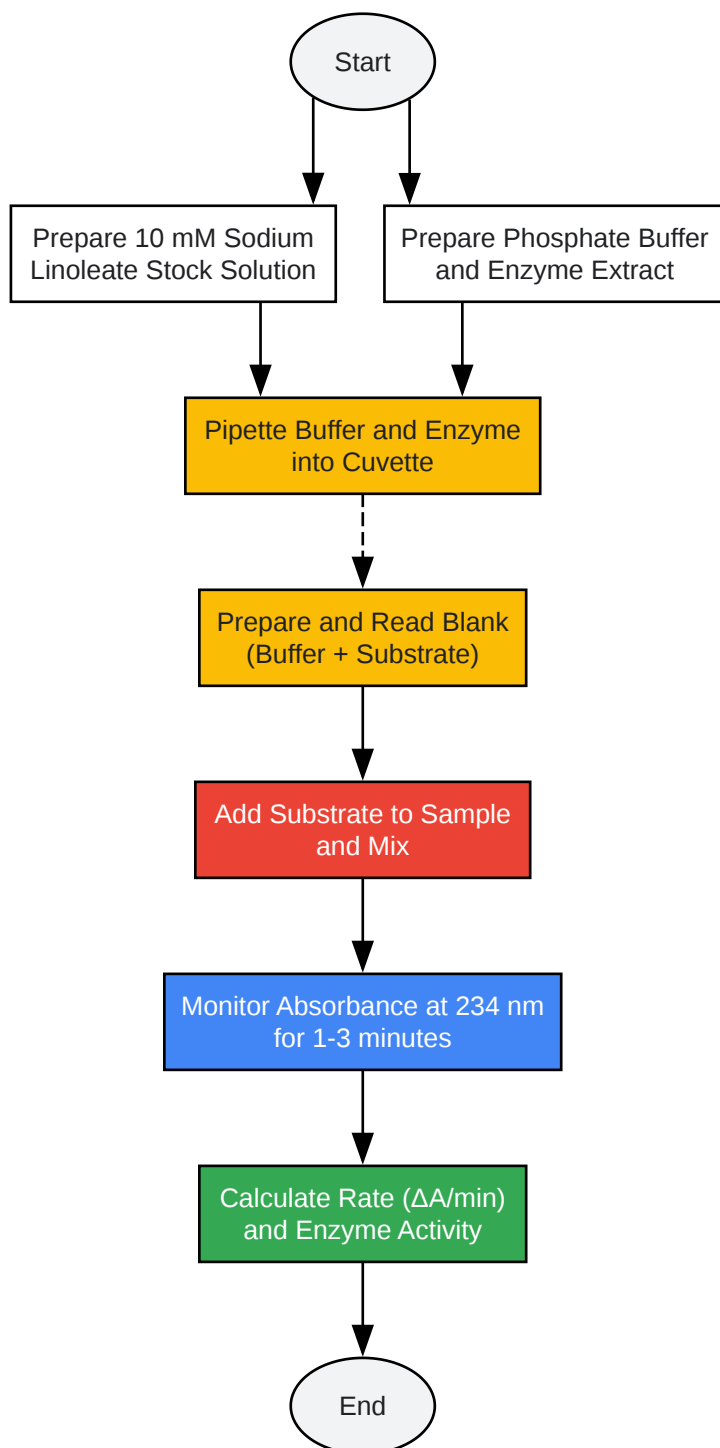 Start
Prepare 10 mM Sodium
Linoleate Stock Solution
Prepare Phosphate Buffer
and Enzyme Extract
Pipette Buffer and Enzyme
into Cuvette
Prepare and Read Blank
(Buffer + Substrate)
Add Substrate to Sample
and Mix
Monitor Absorbance at 234 nm
for 1-3 minutes
Calculate Rate (ΔA/min)
and Enzyme Activity
End